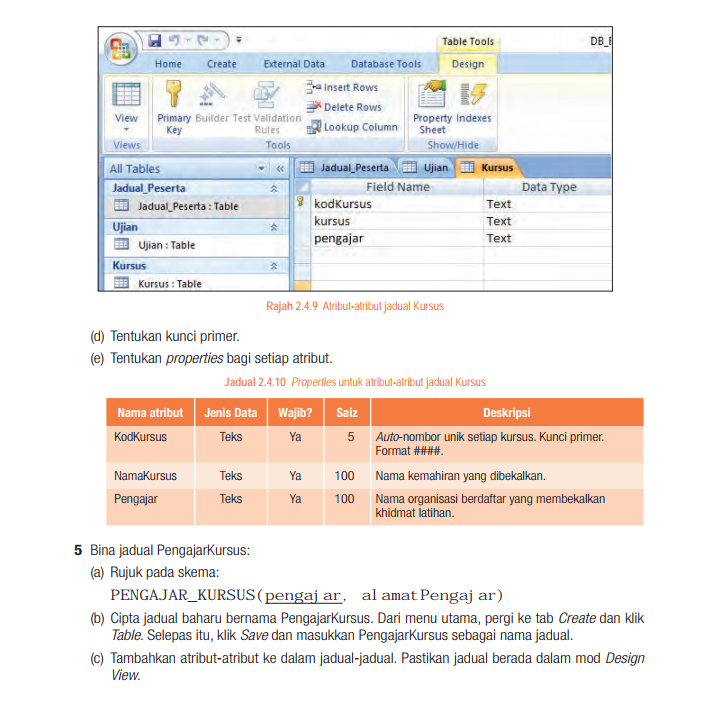 Table Tools
DB_
Home Create External Data Database Tools Design
View
Primary Key
Builder
Test Validation Rules
Insert Rows
Delete Rows
Lookup Column
Property Sheet
Indexes
Views
Tools
Show/Hide
All Tables
Jadual_Peserta
Jadual_Peserta : Table
Ujian
Ujian : Table
Kursus
Kursus : Table
Jadual_Peserta Ujian Kursus
Field Name Data Type
kodKursus Text
kursus Text
pengajar Text
Rajah 2.4.9 Atribut-atribut jadual Kursus
(d) Tentukan kunci primer.
(e) Tentukan properties bagi setiap atribut.
Jadual 2.4.10 Properties untuk atribut-atribut jadual Kursus
Nama atribut Jenis Data Wajib? Saiz Deskripsi
KodKursus Teks Ya 5 Auto-nombor unik setiap kursus. Kunci primer.
Format ####.
NamaKursus Teks Ya 100 Nama kemahiran yang dibekalkan.
Pengajar Teks Ya 100 Nama organisasi berdaftar yang membekalkan
khidmat latihan.
5 Bina jadual PengajarKursus:
(a) Rujuk pada skema:
PENGAJAR_KURSUS(pengajar, alamatPengajar)
(b) Cipta jadual baharu bernama PengajarKursus. Dari menu utama, pergi ke tab Create dan klik
Table. Selepas itu, klik Save dan masukkan PengajarKursus sebagai nama jadual.
(c) Tambahkan atribut-atribut ke dalam jadual-jadual. Pastikan jadual berada dalam mod Design
View.